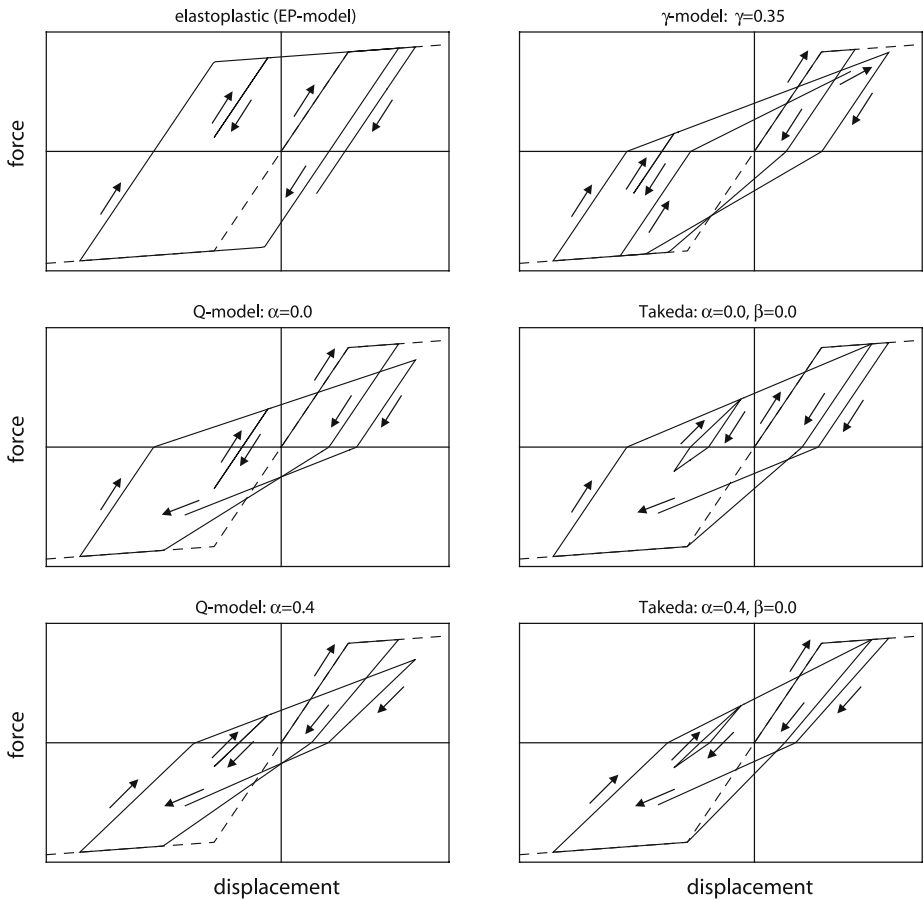 elastoplastic (EP-model)
γ-model: γ=0.35
force
Q-model: α=0.0
Takeda: α=0.0, β=0.0
force
Q-model: α=0.4
Takeda: α=0.4, β=0.0
force
displacement
displacement